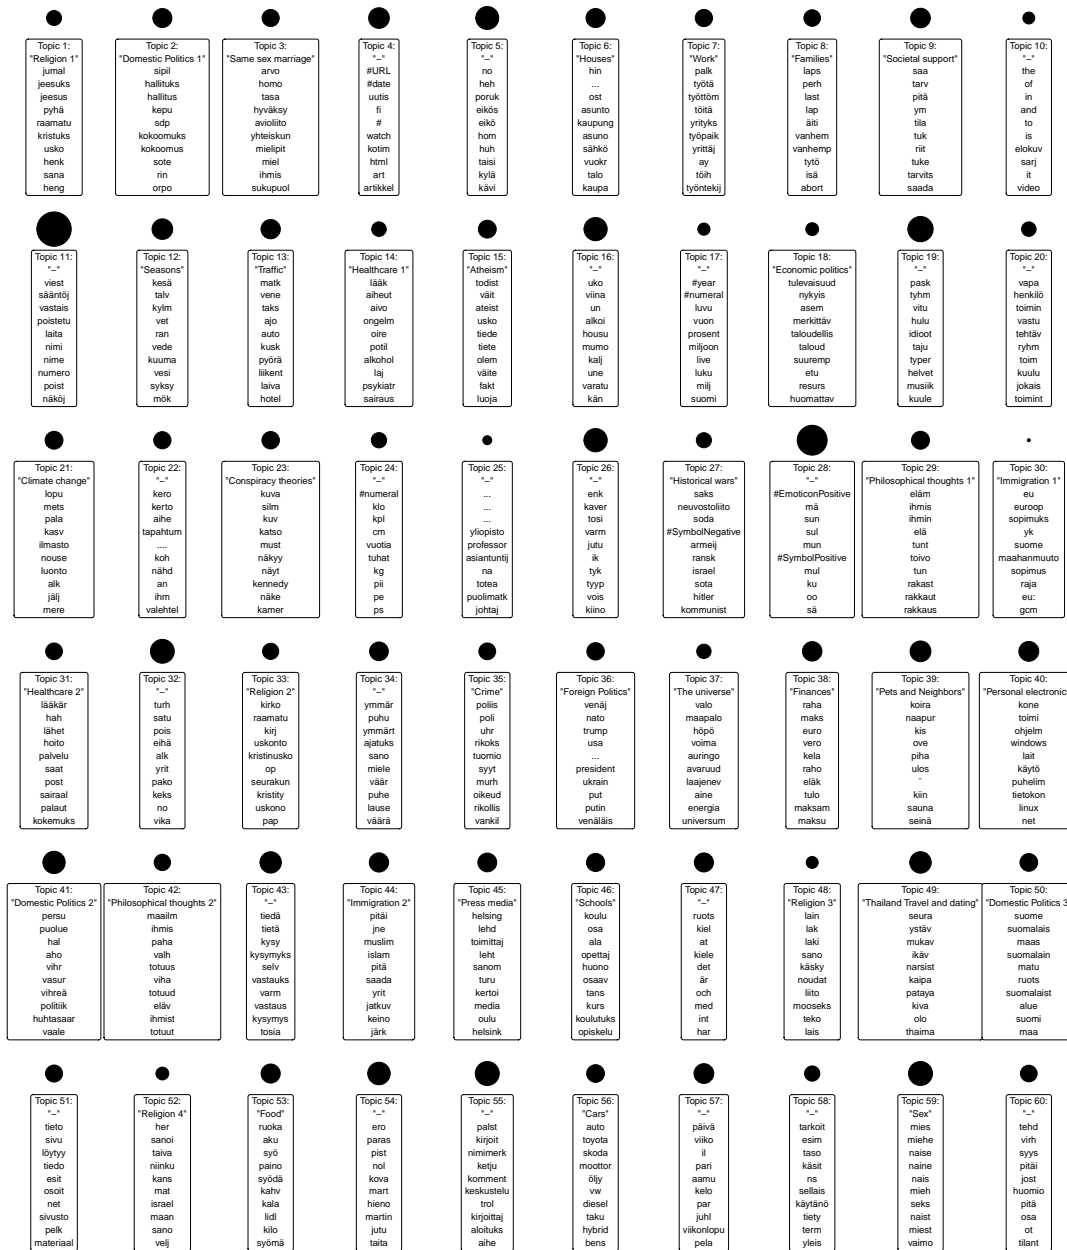 Topic 1:
"Religion 1"
jumal
jeesuks
jeesus
pyhä
raamatu
kristuks
usko
henk
sana
heng
Topic 2:
"Domestic Politics 1"
sipil
hallituks
hallitus
kepu
sdp
kokoomuks
kokoomus
sote
rin
orpo
Topic 3:
"Same sex marriage"
arvo
homo
tasa
hyväksy
avioliito
yhteiskun
mielipit
miel
ihmis
sukupuol
Topic 4:
"–"
#URL
#date
uutis
fi
#
watch
kotim
html
art
artikkel
Topic 5:
"–"
no
heh
poruk
eikös
eikö
hom
huh
taisi
kylä
kävi
Topic 6:
"Houses"
hin
...
ost
asunto
kaupung
asuno
sähkö
vuokr
talo
kaupa
Topic 7:
"Work"
palk
työtä
työttöm
töitä
yrityks
työpaik
yrittäj
ay
töih
työntekij
Topic 8:
"Families"
laps
perh
last
lap
äiti
vanhem
vanhemp
tytö
isä
abort
Topic 9:
"Societal support"
saa
tarv
pitä
ym
tila
tuk
riit
tuke
tarvits
saada
Topic 10:
"–"
the
of
in
and
to
is
elokuv
sarj
it
video
Topic 11:
"–"
viest
sääntöj
vastais
poistetu
laita
nimi
nime
numero
poist
näköj
Topic 12:
"Seasons"
kesä
talv
kylm
vet
ran
vede
kuuma
vesi
syksy
mök
Topic 13:
"Traffic"
matk
vene
taks
ajo
auto
kusk
pyörä
liikent
laiva
hotel
Topic 14:
"Healthcare 1"
lääk
aiheut
aivo
ongelm
oire
potil
alkohol
laj
psykiatr
sairaus
Topic 15:
"Atheism"
todist
väit
ateist
usko
tiede
tiete
olem
väite
fakt
luoja
Topic 16:
"–"
uko
viina
un
alkoi
housu
mumo
kalj
une
varatu
kän
Topic 17:
"–"
#year
#numeral
luvu
vuon
prosent
miljoon
live
luku
milj
suomi
Topic 18:
"Economic politics"
tulevaisuud
nykyis
asem
merkittäv
taloudellis
taloud
suuremp
etu
resurs
huomattav
Topic 19:
"–"
pask
tyhm
vitu
hulu
idioot
taju
typer
helvet
musiik
kuule
Topic 20:
"–"
vapa
henkilö
toimin
vastu
tehtäv
ryhm
toim
kuulu
jokais
toimint
Topic 21:
"Climate change"
lopu
mets
pala
kasv
ilmasto
nouse
luonto
alk
jälj
mere
Topic 22:
"–"
kero
kerto
aihe
tapahtum
....
koh
nähd
an
ihm
valehtel
Topic 23:
"Conspiracy theories"
kuva
silm
kuv
katso
must
näkyy
näyt
kennedy
näke
kamer
Topic 24:
"–"
#numeral
klo
kpl
cm
vuotia
tuhat
kg
pii
pe
ps
Topic 25:
"–"
...
...
...
yliopisto
professor
asiantuntij
na
totea
puolimatk
johtaj
Topic 26:
"–"
enk
kaver
tosi
varm
jutu
ik
tyk
tyyp
vois
kiino
Topic 27:
"Historical wars"
saks
neuvostoliito
soda
#SymbolNegative
armeij
ransk
israel
sota
hitler
kommunist
Topic 28:
"–"
#EmoticonPositive
mä
sun
sul
mun
#SymbolPositive
mul
ku
oo
sä
Topic 29:
"Philosophical thoughts 1"
eläm
ihmis
ihmin
elä
tunt
toivo
tun
rakast
rakkaut
rakkaus
Topic 30:
"Immigration 1"
eu
euroop
sopimuks
yk
suome
maahanmuuto
sopimus
raja
eu:
gcm
Topic 31:
"Healthcare 2"
lääkär
hah
lähet
hoito
palvelu
saat
post
sairaal
palaut
kokemuks
Topic 32:
"–"
turh
satu
pois
eihä
alk
yrit
pako
keks
no
vika
Topic 33:
"Religion 2"
kirko
raamatu
kirj
uskonto
kristinusko
op
seurakun
kristity
uskono
pap
Topic 34:
"–"
ymmär
puhu
ymmärt
ajatuks
sano
miele
väär
puhe
lause
väärä
Topic 35:
"Crime"
poliis
poli
uhr
rikoks
tuomio
syyt
murh
oikeud
rikollis
vankil
Topic 36:
"Foreign Politics"
venäj
nato
trump
usa
...
president
ukrain
put
putin
venäläis
Topic 37:
"The universe"
valo
maapalo
höpö
voima
auringo
avaruud
laajenev
aine
energia
universum
Topic 38:
"Finances"
raha
maks
euro
vero
kela
raho
eläk
tulo
maksam
maksu
Topic 39:
"Pets and Neighbors"
koira
naapur
kis
ove
piha
ulos
¨
kiin
sauna
seinä
Topic 40:
"Personal electronic
kone
toimi
ohjelm
windows
lait
käytö
puhelim
tietokon
linux
net
Topic 41:
"Domestic Politics 2"
persu
puolue
hal
aho
vihr
vasur
vihreä
politiik
huhtasaar
vaale
Topic 42:
"Philosophical thoughts 2"
maailm
ihmis
paha
valh
totuus
viha
totuud
eläv
ihmist
totuut
Topic 43:
"–"
tiedä
tietä
kysy
kysymyks
selv
vastauks
varm
vastaus
kysymys
tosia
Topic 44:
"Immigration 2"
pitäi
jne
muslim
islam
pitä
saada
yrit
jatkuv
keino
järk
Topic 45:
"Press media"
helsing
lehd
toimittaj
leht
sanom
turu
kertoi
media
oulu
helsink
Topic 46:
"Schools"
koulu
osa
ala
opettaj
huono
osaav
tans
kurs
koulutuks
opiskelu
Topic 47:
"–"
ruots
kiel
at
kiele
det
är
och
med
int
har
Topic 48:
"Religion 3"
lain
lak
laki
sano
käsky
noudat
liito
mooseks
teko
lais
Topic 49:
"Thailand Travel and dating"
seura
ystäv
mukav
ikäv
narsist
kaipa
pataya
kiva
olo
thaima
Topic 50:
"Domestic Politics 3
suome
suomalais
maas
suomalain
matu
ruots
suomalaist
alue
suomi
maa
Topic 51:
"–"
tieto
sivu
löytyy
tiedo
esit
osoit
net
sivusto
pelk
materiaal
Topic 52:
"Religion 4"
her
sanoi
taiva
niinku
kans
mat
israel
maan
sano
velj
Topic 53:
"Food"
ruoka
aku
syö
paino
syödä
kahv
kala
lidl
kilo
syömä
Topic 54:
"–"
ero
paras
pist
nol
kova
mart
hieno
martin
jutu
taita
Topic 55:
"–"
palst
kirjoit
nimimerk
ketju
komment
keskustelu
trol
kirjoittaj
aloituks
aihe
Topic 56:
"Cars"
auto
toyota
skoda
moottor
öljy
vw
diesel
taku
hybrid
bens
Topic 57:
"–"
päivä
viiko
il
pari
aamu
kelo
par
juhl
viikonlopu
pela
Topic 58:
"–"
tarkoit
esim
taso
käsit
ns
sellais
käytänö
tiety
term
yleis
Topic 59:
"Sex"
mies
miehe
naise
naine
nais
mieh
seks
naist
miest
vaimo
Topic 60:
"–"
tehd
virh
syys
pitäi
jost
huomio
pitä
osa
ot
tilant